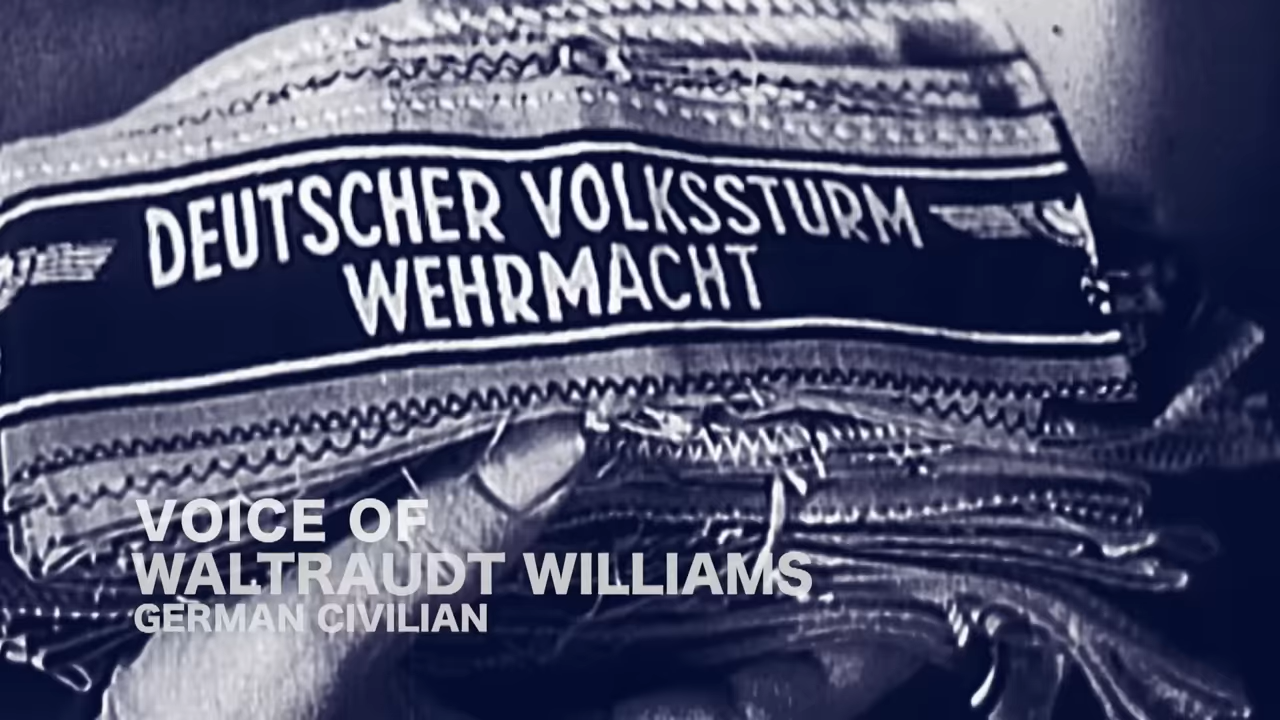 DEUTSCHER VOLKSSTURM
WEHRMACHT
VOICE OF
WALTRAUDT WILLIAMS
GERMAN CIVILIAN